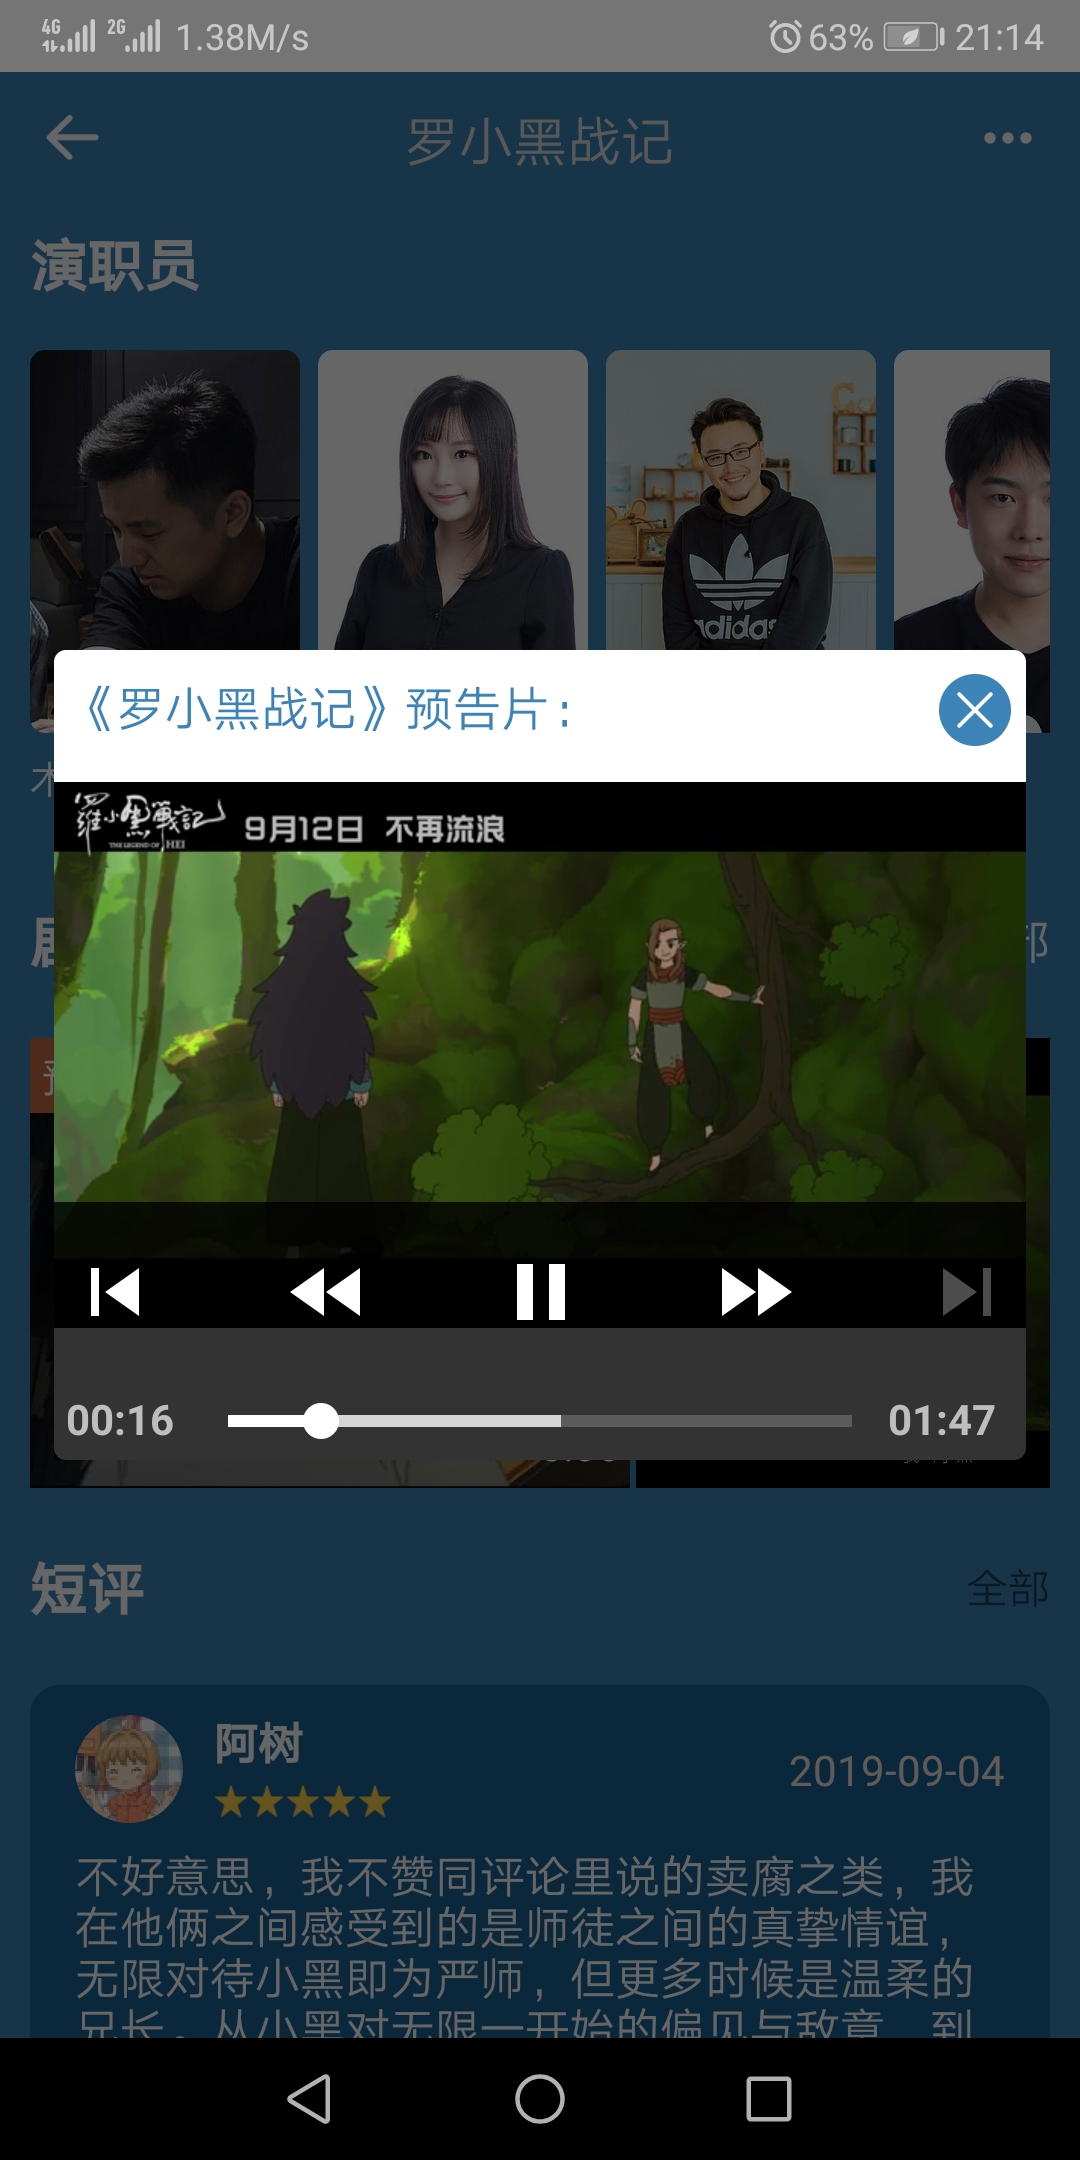 4G 2G 1.38M/s 63% 21:14
罗小黑战记
演职员
adidas
《罗小黑战记》预告片：
羅小黑戰記 9月12日 不再流浪
THE LEGEND OF HEI
00:16 01:47
短评 全部
阿树
2019-09-04
不好意思，我不赞同评论里说的卖腐之类，我
在他俩之间感受到的是师徒之间的真挚情谊，
无限对待小黑即为严师，但更多时候是温柔的
兄长。从小黑对无限一开始的偏见与敌意，到